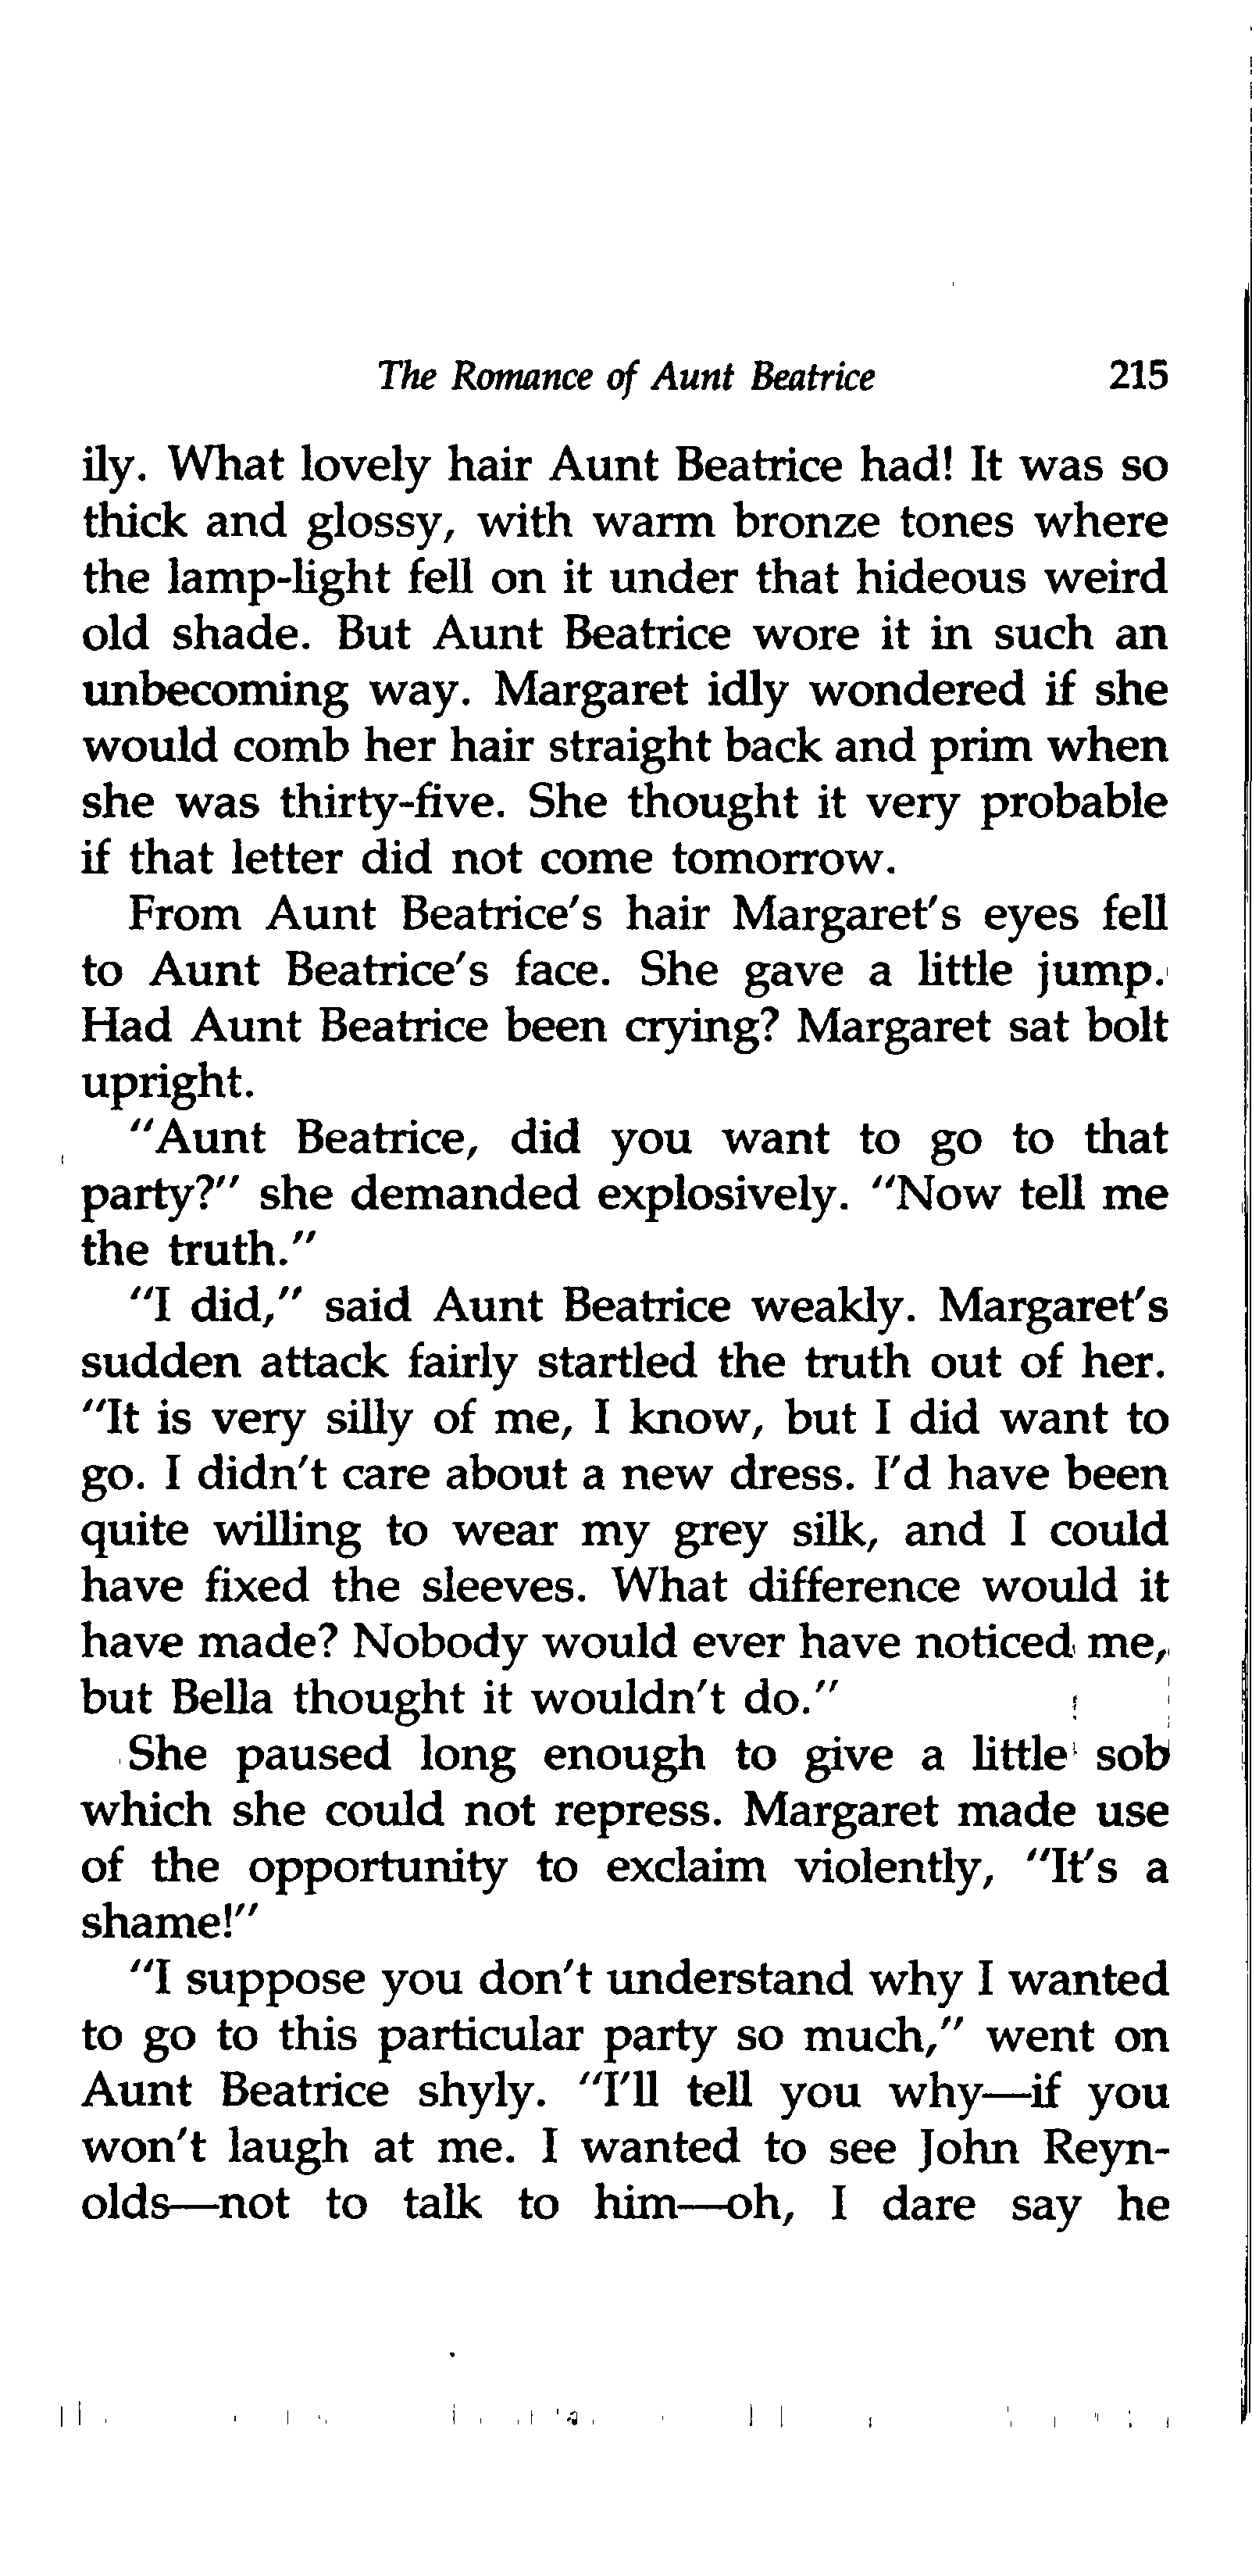 The Romance of Aunt Beatrice 215
ily. What lovely hair Aunt Beatrice had! It was so
thick and glossy, with warm bronze tones where
the lamp-light fell on it under that hideous weird
old shade. But Aunt Beatrice wore it in such an
unbecoming way. Margaret idly wondered if she
would comb her hair straight back and prim when
she was thirty-five. She thought it very probable
if that letter did not come tomorrow.
From Aunt Beatrice's hair Margaret's eyes fell
to Aunt Beatrice's face. She gave a little jump.
Had Aunt Beatrice been crying? Margaret sat bolt
upright.
"Aunt Beatrice, did you want to go to that
party?" she demanded explosively. "Now tell me
the truth."
"I did," said Aunt Beatrice weakly. Margaret's
sudden attack fairly startled the truth out of her.
"It is very silly of me, I know, but I did want to
go. I didn't care about a new dress. I'd have been
quite willing to wear my grey silk, and I could
have fixed the sleeves. What difference would it
have made? Nobody would ever have noticed me,
but Bella thought it wouldn't do."
She paused long enough to give a little sob
which she could not repress. Margaret made use
of the opportunity to exclaim violently, "It's a
shame!"
"I suppose you don't understand why I wanted
to go to this particular party so much," went on
Aunt Beatrice shyly. "I'll tell you why—if you
won't laugh at me. I wanted to see John Reyn-
olds—not to talk to him—oh, I dare say he